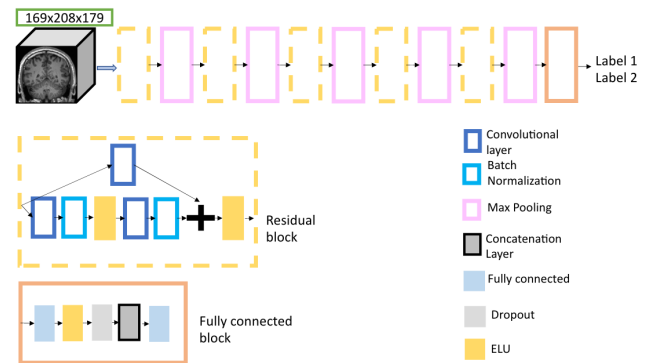 169x208x179
Label 1
Label 2
Convolutional
layer
Batch
Normalization
Max Pooling
Residual
block
Concatenation
Layer
Fully connected
Fully connected
block
Dropout
ELU